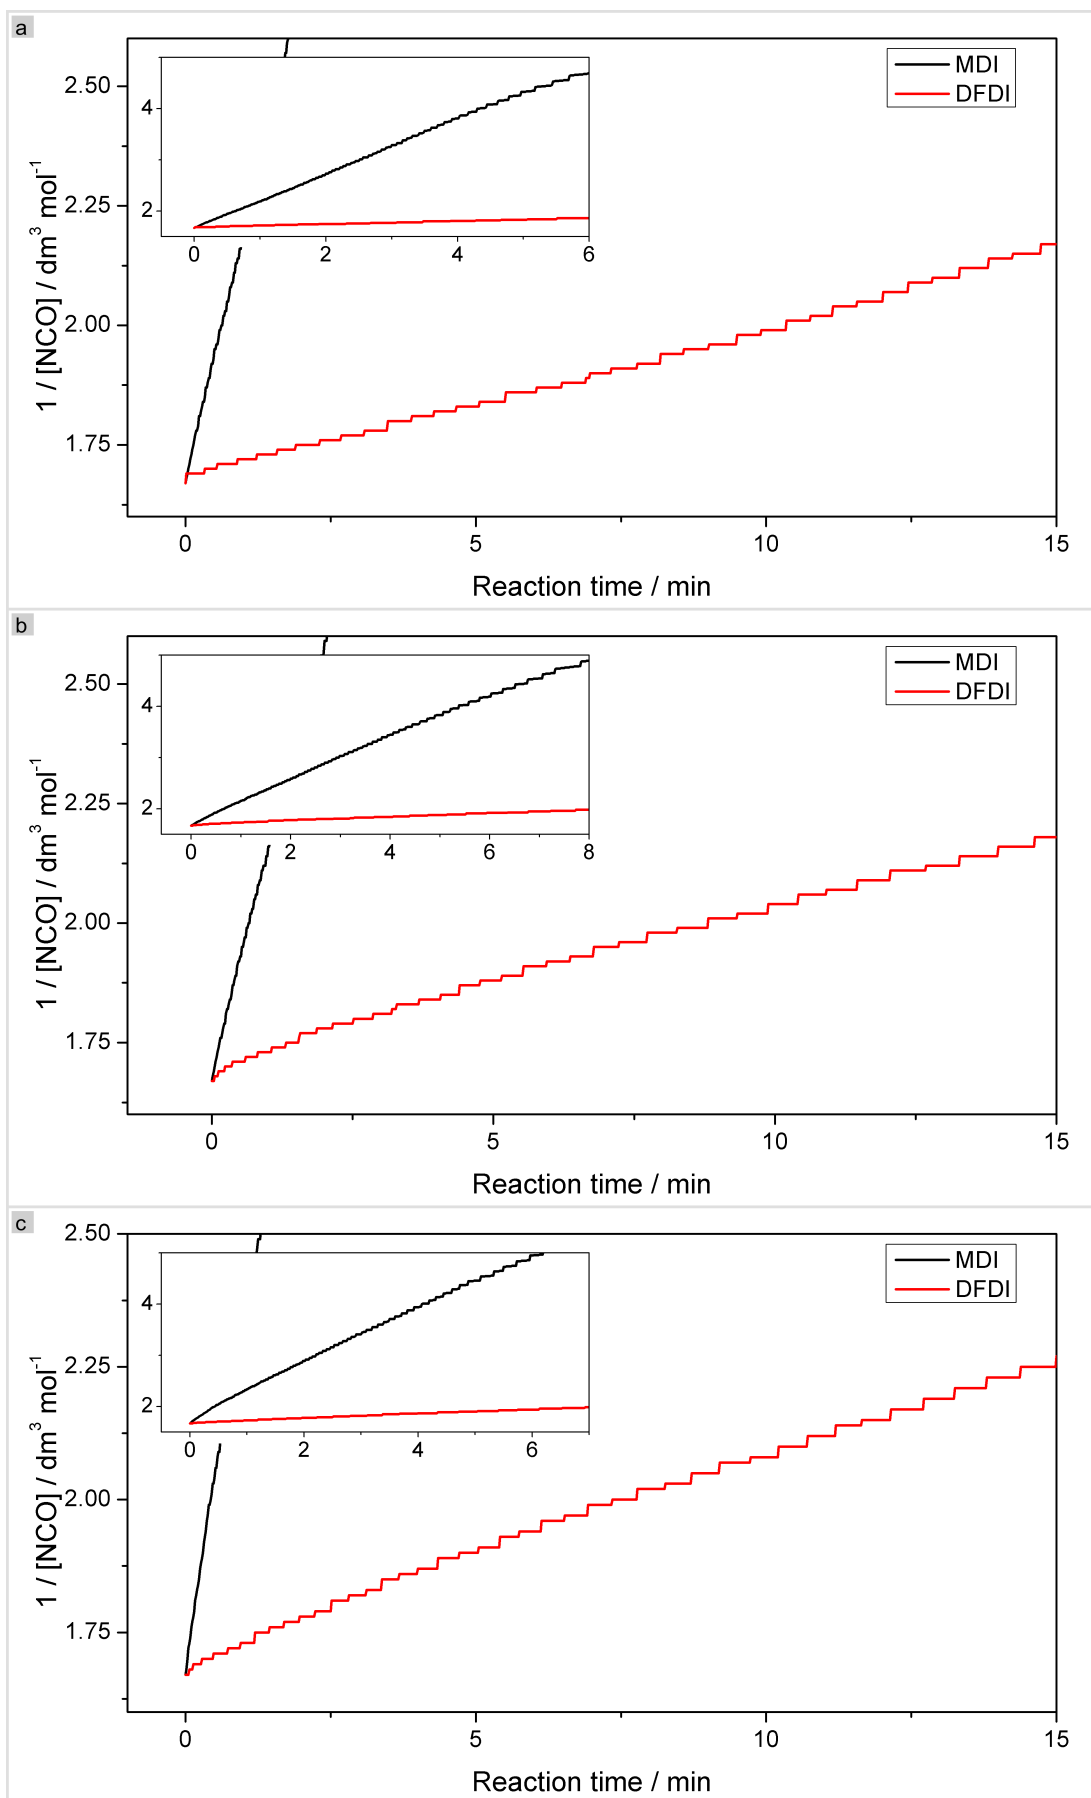 a
MDI
DFDI
2.50
2.25
2.00
1.75
4
2
0 2 4 6
1 / [NCO] / dm³ mol⁻¹
0 5 10 15
Reaction time / min
b
MDI
DFDI
2.50
2.25
2.00
1.75
4
2
0 2 4 6 8
1 / [NCO] / dm³ mol⁻¹
0 5 10 15
Reaction time / min
c
MDI
DFDI
2.50
2.25
2.00
1.75
4
2
0 2 4 6
1 / [NCO] / dm³ mol⁻¹
0 5 10 15
Reaction time / min